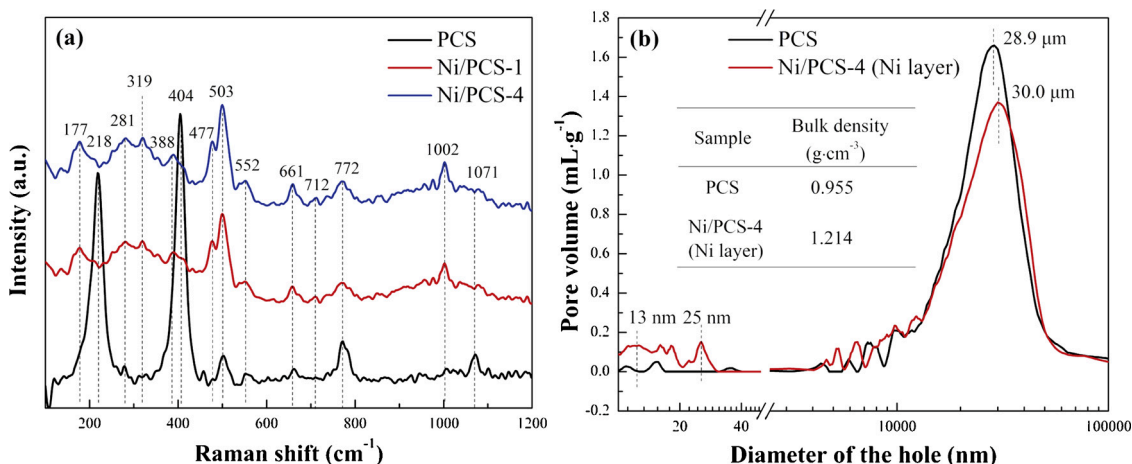 (a)
PCS
Ni/PCS-1
Ni/PCS-4
177
218
281
319
388
404
477
503
552
661
712
772
1002
1071
Intensity (a.u.)
200
400
600
800
1000
1200
Raman shift (cm⁻¹)
(b)
PCS
Ni/PCS-4 (Ni layer)
28.9 μm
30.0 μm
Sample
Bulk density
(g·cm⁻³)
PCS
0.955
Ni/PCS-4
(Ni layer)
1.214
13 nm
25 nm
Pore volume (mL·g⁻¹)
1.8
1.6
1.4
1.2
1.0
0.8
0.6
0.4
0.2
0.0
-0.2
20
40
10000
100000
Diameter of the hole (nm)